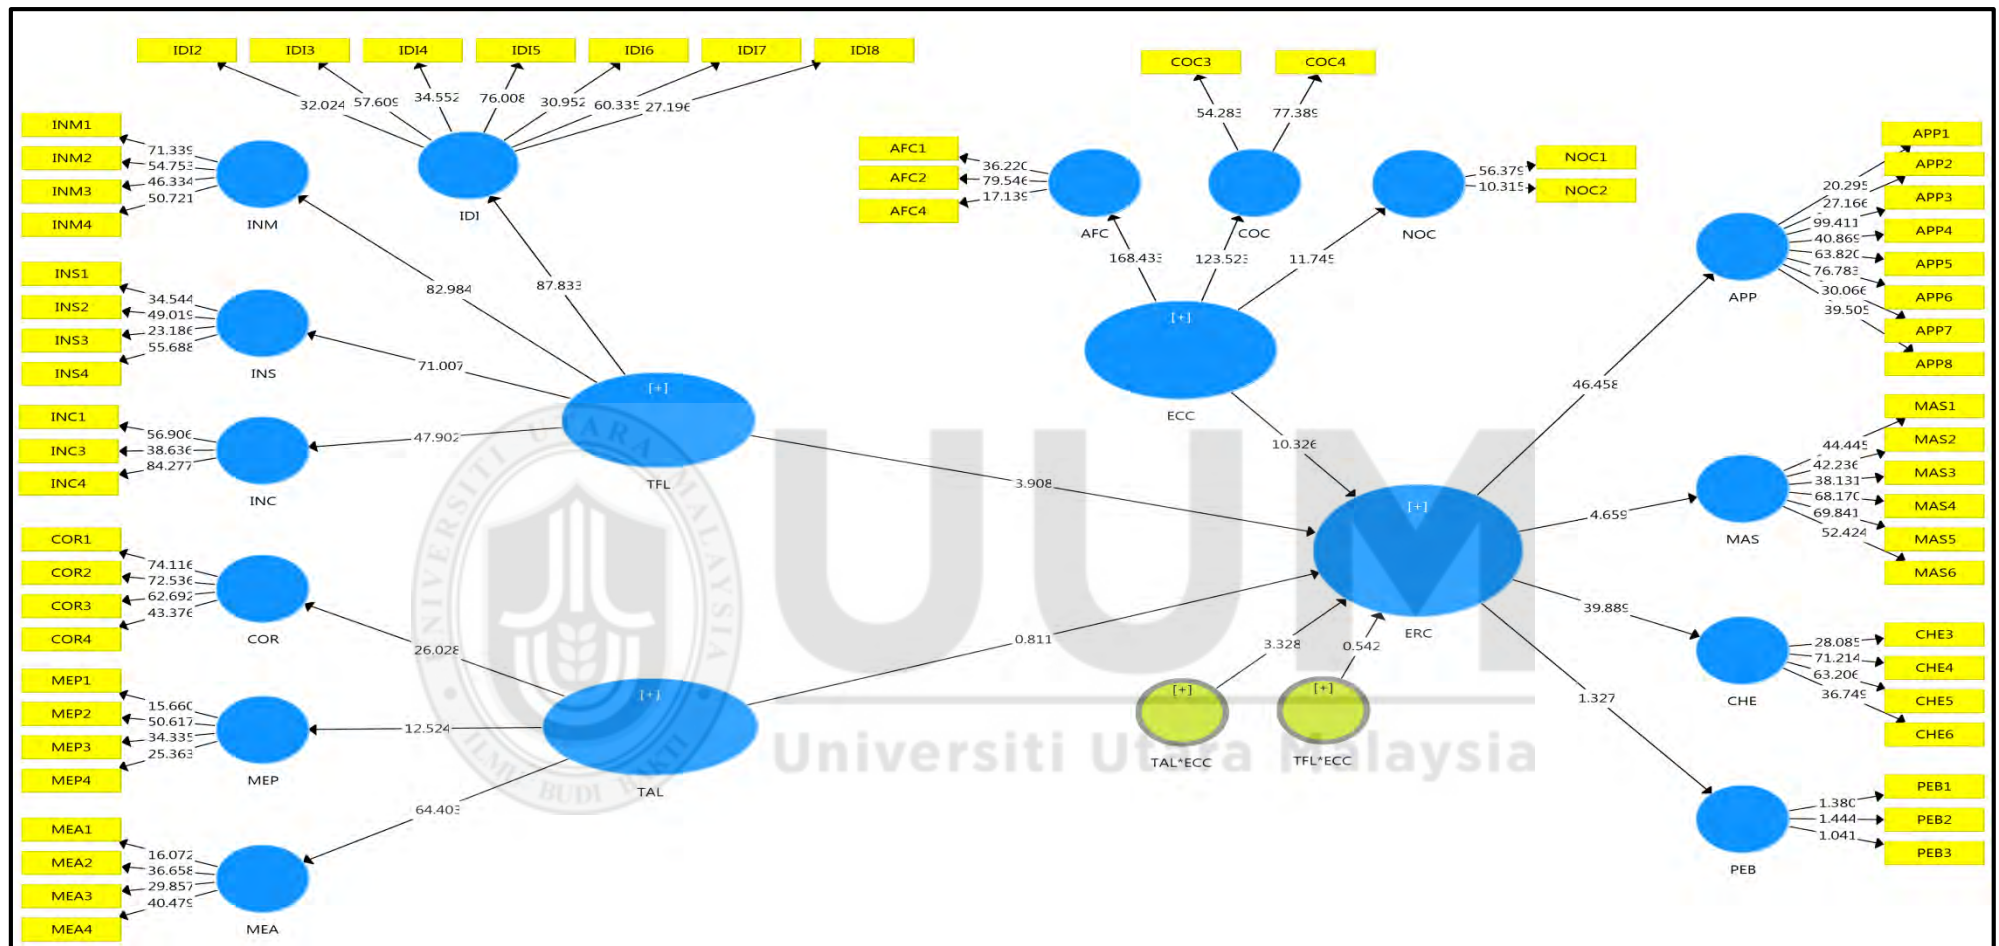 IDI2 IDI3 IDI4 IDI5 IDI6 IDI7 IDI8
32.024 57.609 34.552 76.008 30.952 60.335 27.196
IDI
INM1
INM2
INM3
INM4
71.339
54.753
46.334
50.721
INM
INS1
INS2
INS3
INS4
34.544
49.019
23.186
55.688
INS
INC1
INC3
INC4
56.906
38.636
84.277
INC
COR1
COR2
COR3
COR4
74.116
72.536
62.692
43.376
COR
MEP1
MEP2
MEP3
MEP4
15.660
50.617
34.335
25.363
MEP
MEA1
MEA2
MEA3
MEA4
16.072
36.658
29.857
40.479
MEA
82.984
87.833
71.007
47.902
[+]
TFL
26.028
12.524
64.403
[+]
TAL
COC3 COC4
54.283 77.389
COC
AFC1
AFC2
AFC4
36.220
79.546
17.139
AFC
NOC1
NOC2
56.379
10.315
NOC
168.433 123.523 11.745
[+]
ECC
10.326
3.908
0.811
3.328 0.542
[+]
TAL*ECC
[+]
TFL*ECC
[+]
ERC
46.458
4.659
39.889
1.327
APP1
APP2
APP3
APP4
APP5
APP6
APP7
APP8
20.295
27.166
99.411
40.869
63.820
76.783
30.066
39.505
APP
MAS1
MAS2
MAS3
MAS4
MAS5
MAS6
44.445
42.236
38.131
68.170
69.841
52.424
MAS
CHE3
CHE4
CHE5
CHE6
28.085
71.214
63.206
36.749
CHE
PEB1
PEB2
PEB3
1.380
1.444
1.041
PEB
UUM
Universiti Utara Malaysia
UNIVERSITI UTARA MALAYSIA
ILMU BUDI BAKTI